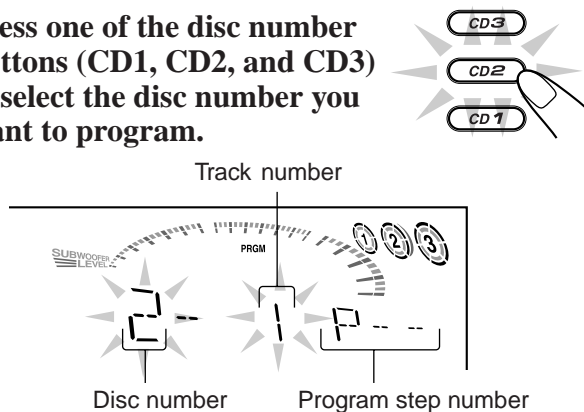 ess one of the disc number
ttons (CD1, CD2, and CD3)
select the disc number you
ant to program.
CD3
CD2
CD1
Track number
SUBWOOFER
LEVEL
PRGM
1 2 3
2- 1 P--
Disc number
Program step number